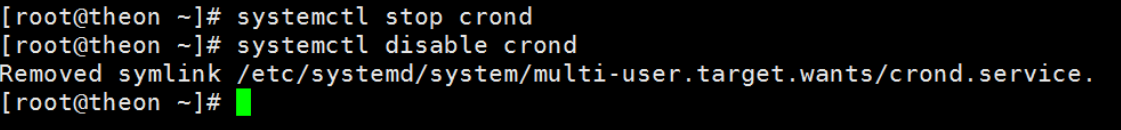 [root@theon ~]# systemctl stop crond
[root@theon ~]# systemctl disable crond
Removed symlink /etc/systemd/system/multi-user.target.wants/crond.service.
[root@theon ~]#